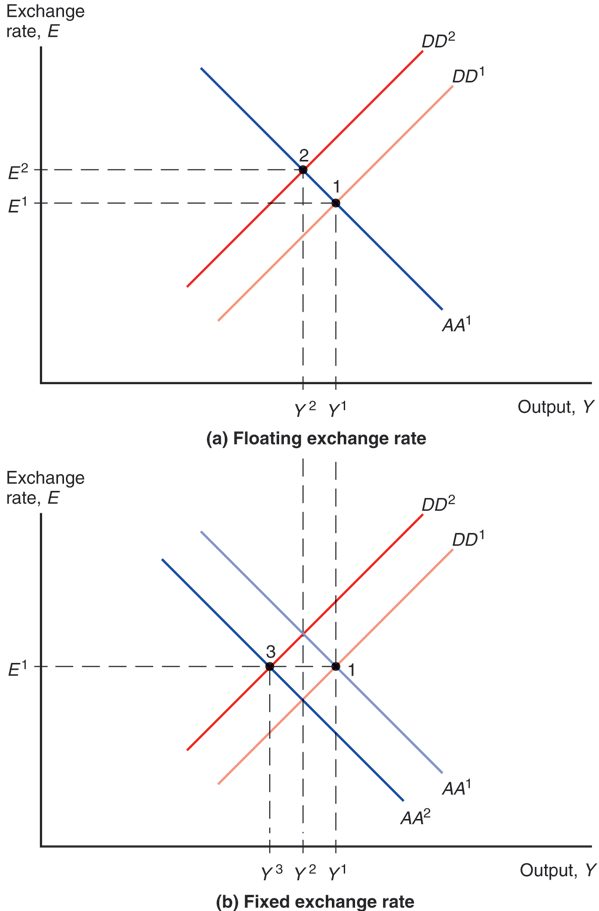 Exchange
rate, E
DD²
DD¹
2
E²
1
E¹
AA¹
Y² Y¹
Output, Y
(a) Floating exchange rate
Exchange
rate, E
DD²
DD¹
3
E¹
1
AA¹
AA²
Y³ Y² Y¹
Output, Y
(b) Fixed exchange rate